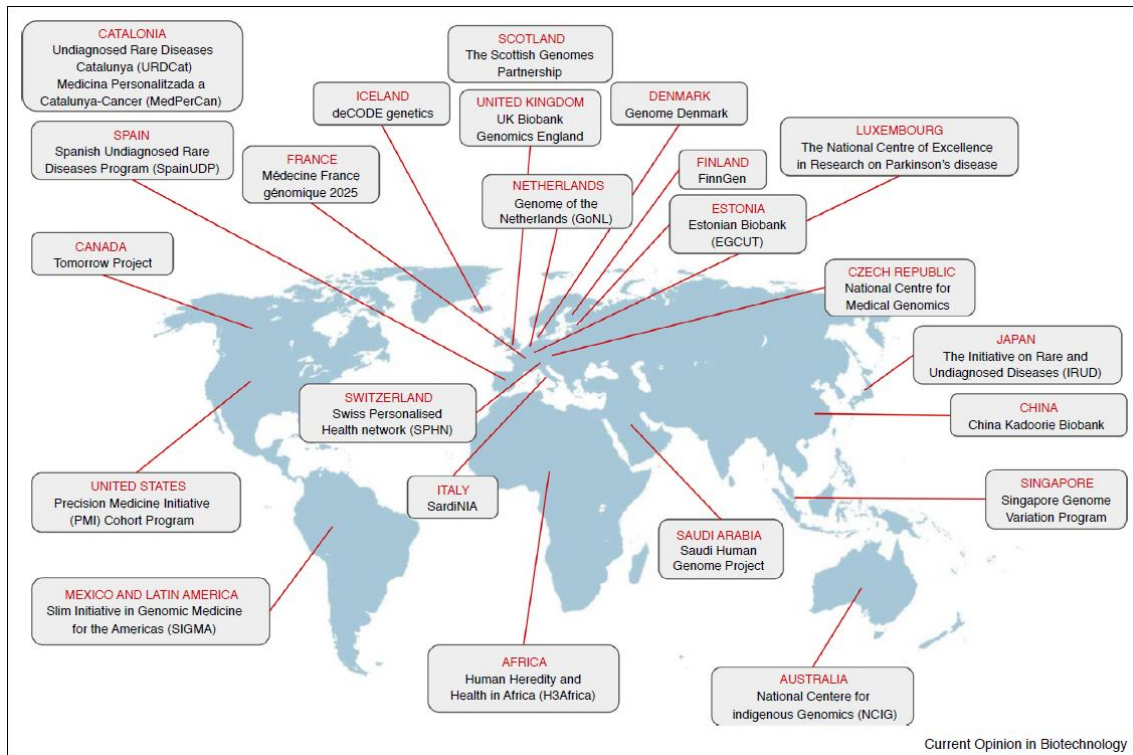 CATALONIA
Undiagnosed Rare Diseases
Catalunya (URDCat)
Medicina Personalitzada a
Catalunya-Cancer (MedPerCan)
SCOTLAND
The Scottish Genomes
Partnership
ICELAND
deCODE genetics
UNITED KINGDOM
UK Biobank
Genomics England
DENMARK
Genome Denmark
LUXEMBOURG
The National Centre of Excellence
in Research on Parkinson's disease
SPAIN
Spanish Undiagnosed Rare
Diseases Program (SpainUDP)
FRANCE
Médecine France
génomique 2025
FINLAND
FinnGen
NETHERLANDS
Genome of the
Netherlands (GoNL)
ESTONIA
Estonian Biobank
(EGCUT)
CANADA
Tomorrow Project
CZECH REPUBLIC
National Centre for
Medical Genomics
JAPAN
The Initiative on Rare and
Undiagnosed Diseases (IRUD)
SWITZERLAND
Swiss Personalised
Health network (SPHN)
CHINA
China Kadoorie Biobank
UNITED STATES
Precision Medicine Initiative
(PMI) Cohort Program
ITALY
SardiNIA
SINGAPORE
Singapore Genome
Variation Program
SAUDI ARABIA
Saudi Human
Genome Project
MEXICO AND LATIN AMERICA
Slim Initiative in Genomic Medicine
for the Americas (SIGMA)
AFRICA
Human Heredity and
Health in Africa (H3Africa)
AUSTRALIA
National Centere for
indigenous Genomics (NCIG)
Current Opinion in Biotechnology